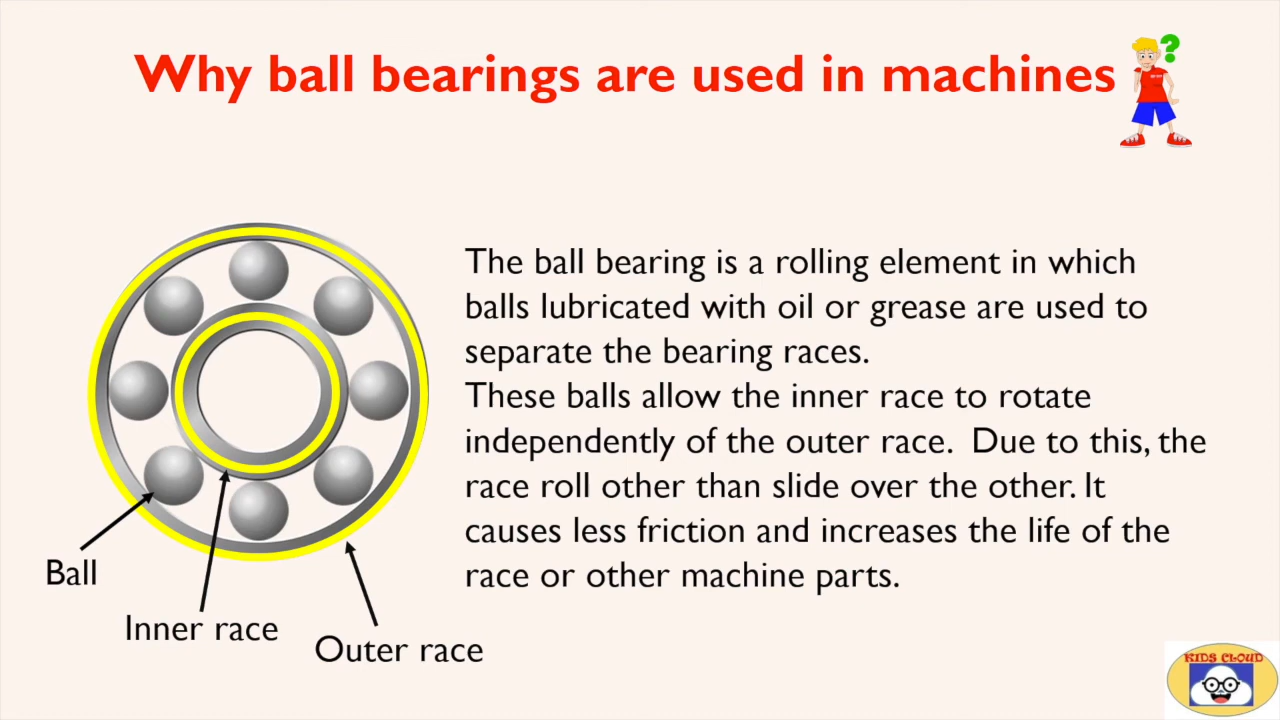 Why ball bearings are used in machines
?
The ball bearing is a rolling element in which
balls lubricated with oil or grease are used to
separate the bearing races.
These balls allow the inner race to rotate
independently of the outer race. Due to this, the
race roll other than slide over the other. It
causes less friction and increases the life of the
race or other machine parts.
Ball
Inner race
Outer race
KIDS CLOUD